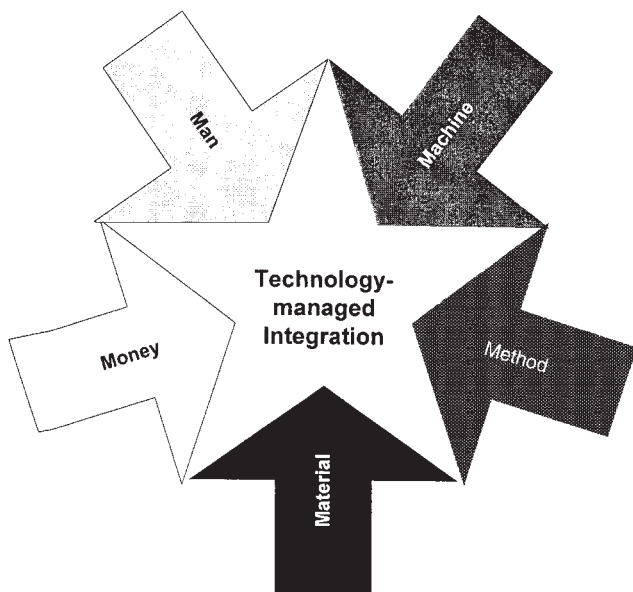 Man
Machine
Technology-
managed
Integration
Money
Method
Material